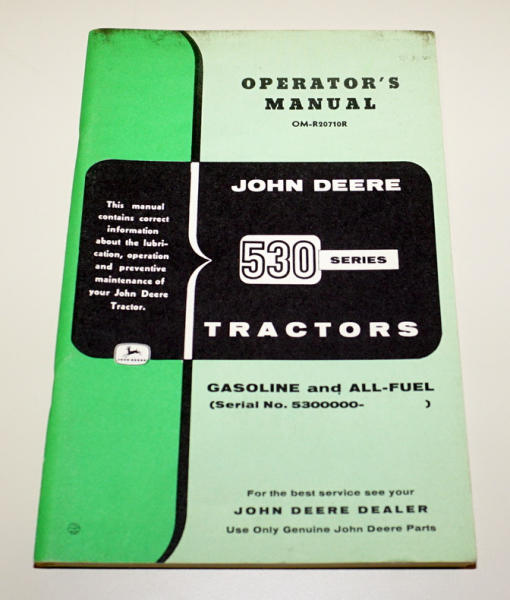 OPERATOR'S
MANUAL
OM-R20710R
JOHN DEERE
530 SERIES
TRACTORS
This manual
contains correct
information
about the lubri-
cation, operation
and preventive
maintenance of
your John Deere
Tractor.
JOHN DEERE
GASOLINE and ALL-FUEL
(Serial No. 5300000- )
For the best service see your
JOHN DEERE DEALER
Use Only Genuine John Deere Parts